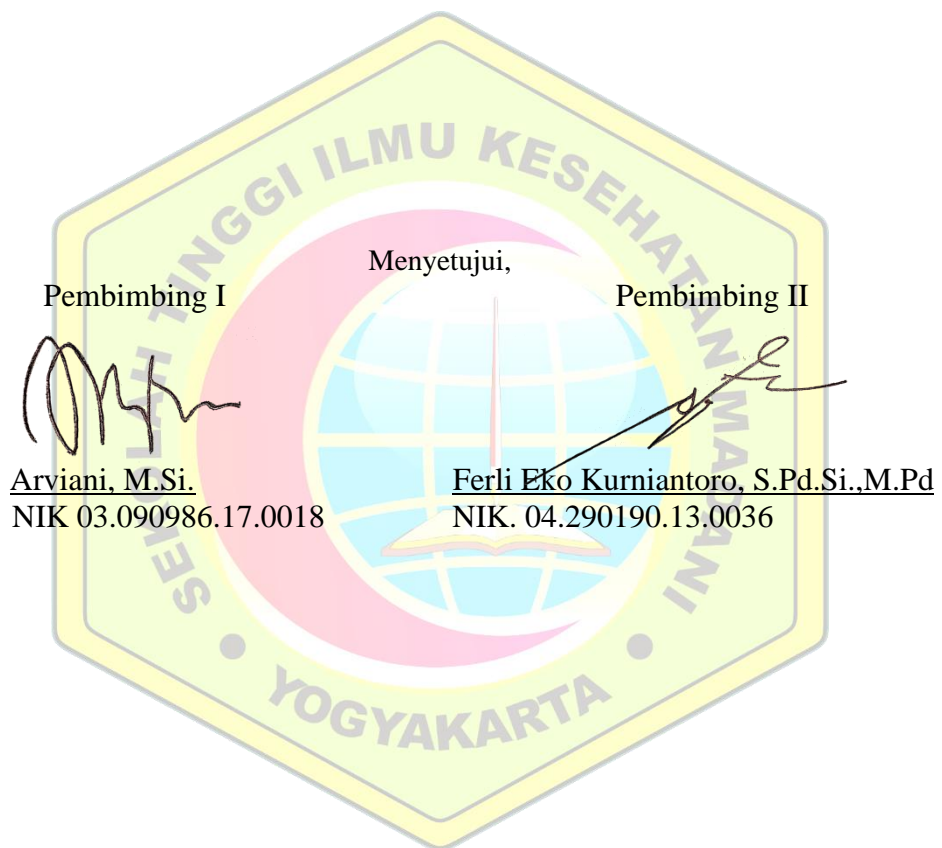 SEKOLAH TINGGI ILMU KESEHATAN MADANI
Menyetujui,
Pembimbing I Pembimbing II
Arviani, M.Si. Ferli Eko Kurniantoro, S.Pd.Si.,M.Pd
NIK 03.090986.17.0018 NIK. 04.290190.13.0036
YOGYAKARTA